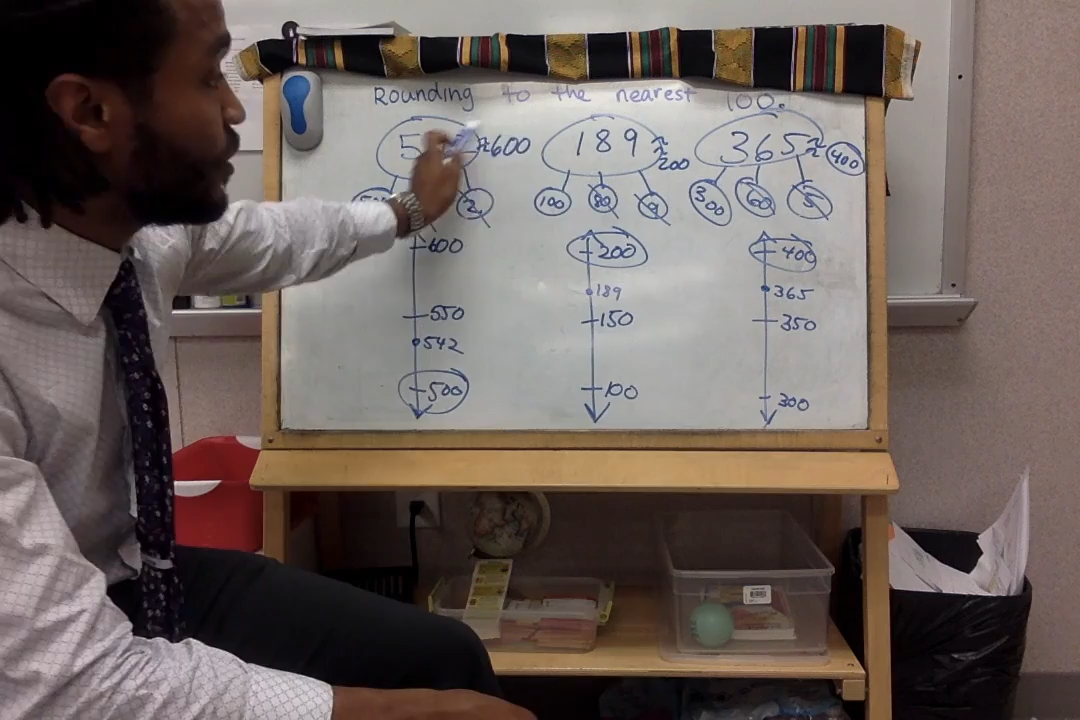 Rounding to the nearest 100.
≈600 189 ≈200 365 ≈ 400
2 100 80 9 300 60 5
600 200 400
189 365
550 150 350
542
500 100 300